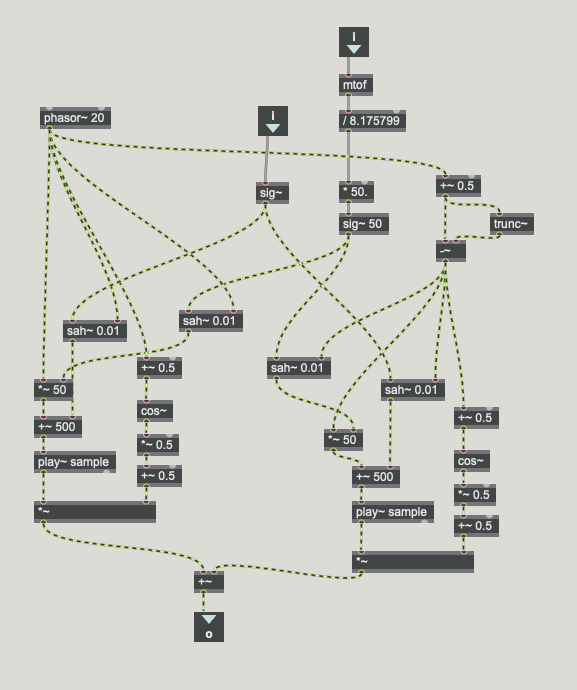 i
mtof
phasor~ 20
i
/ 8.175799
sig~
* 50.
+~ 0.5
sig~ 50
trunc~
-~
sah~ 0.01
sah~ 0.01
+~ 0.5
sah~ 0.01
*~ 50
sah~ 0.01
cos~
+~ 500
+~ 0.5
*~ 0.5
*~ 50
play~ sample
cos~
+~ 0.5
+~ 500
*~ 0.5
*~
play~ sample
+~ 0.5
*~
+~
o